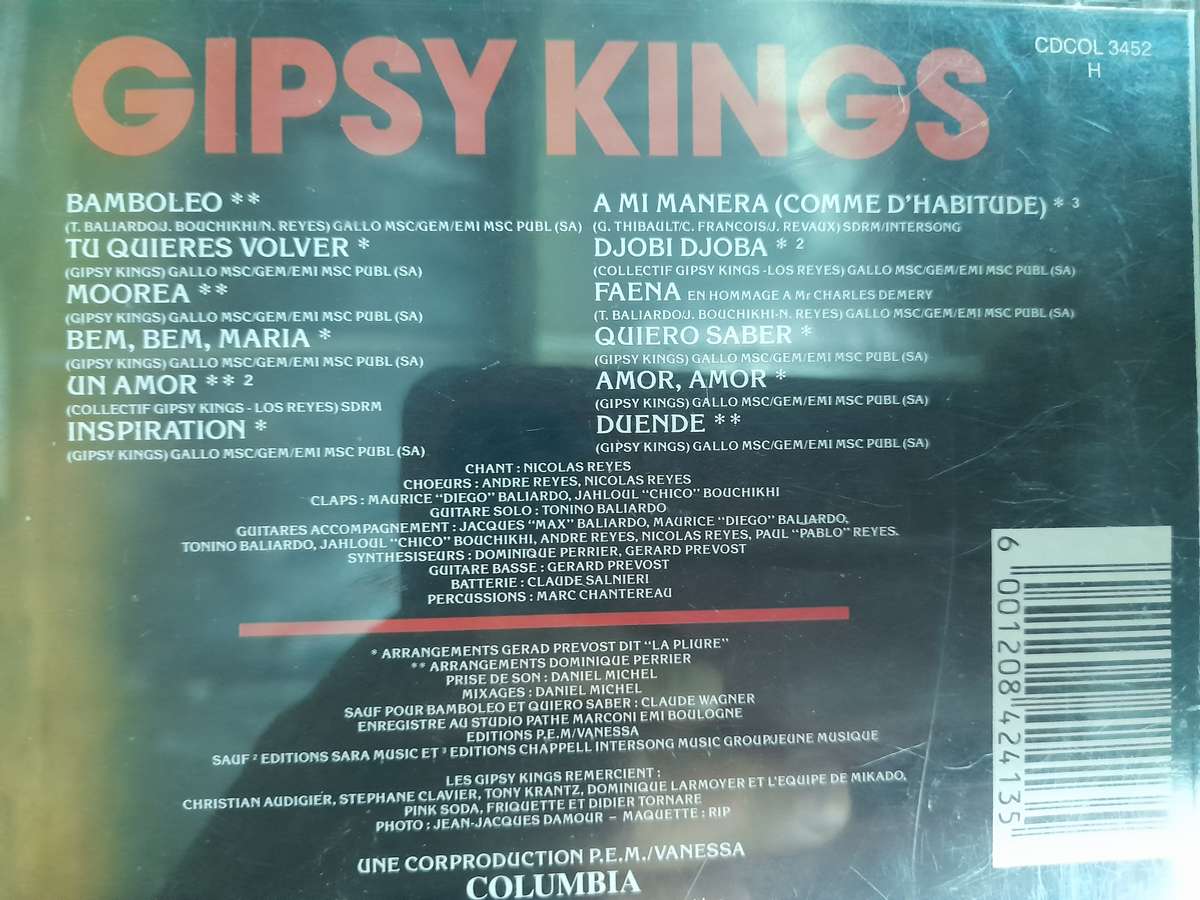 GIPSY KINGS
CDCOL 3452
H
BAMBOLEO **
(T. BALIARDO/J. BOUCHIKHI/N. REYES) GALLO MSC/GEM/EMI MSC PUBL (SA)
TU QUIERES VOLVER *
(GIPSY KINGS) GALLO MSC/GEM/EMI MSC PUBL (SA)
MOOREA **
(GIPSY KINGS) GALLO MSC/GEM/EMI MSC PUBL (SA)
BEM, BEM, MARIA *
(GIPSY KINGS) GALLO MSC/GEM/EMI MSC PUBL (SA)
UN AMOR ** 2
(COLLECTIF GIPSY KINGS - LOS REYES) SDRM
INSPIRATION *
(GIPSY KINGS) GALLO MSC/GEM/EMI MSC PUBL (SA)
A MI MANERA (COMME D'HABITUDE) * 3
(G. THIBAULT/C. FRANCOIS/J. REVAUX) SDRM/INTERSONG
DJOBI DJOBA * 2
(COLLECTIF GIPSY KINGS - LOS REYES) GALLO MSC/GEM/EMI MSC PUBL (SA)
FAENA EN HOMMAGE A Mr CHARLES DEMERY
(T. BALIARDO/J. BOUCHIKHI-N. REYES) GALLO MSC/GEM/EMI MSC PUBL (SA)
QUIERO SABER *
(GIPSY KINGS) GALLO MSC/GEM/EMI MSC PUBL (SA)
AMOR, AMOR *
(GIPSY KINGS) GALLO MSC/GEM/EMI MSC PUBL (SA)
DUENDE **
(GIPSY KINGS) GALLO MSC/GEM/EMI MSC PUBL (SA)
CHANT : NICOLAS REYES
CHOEURS : ANDRE REYES, NICOLAS REYES
CLAPS : MAURICE "DIEGO" BALIARDO, JAHLOUL "CHICO" BOUCHIKHI
GUITARE SOLO : TONINO BALIARDO
GUITARES ACCOMPAGNEMENT : JACQUES "MAX" BALIARDO, MAURICE "DIEGO" BALIARDO,
TONINO BALIARDO, JAHLOUL "CHICO" BOUCHIKHI, ANDRE REYES, NICOLAS REYES, PAUL "PABLO" REYES.
SYNTHESISEURS : DOMINIQUE PERRIER, GERARD PREVOST
GUITARE BASSE : GERARD PREVOST
BATTERIE : CLAUDE SALNIERI
PERCUSSIONS : MARC CHANTEREAU
* ARRANGEMENTS GERAD PREVOST DIT "LA PLIURE"
** ARRANGEMENTS DOMINIQUE PERRIER
PRISE DE SON : DANIEL MICHEL
MIXAGES : DANIEL MICHEL
SAUF POUR BAMBOLEO ET QUIERO SABER : CLAUDE WAGNER
ENREGISTRE AU STUDIO PATHE MARCONI EMI BOULOGNE
EDITIONS P.E.M/VANESSA
SAUF 2 EDITIONS SARA MUSIC ET 3 EDITIONS CHAPPELL INTERSONG MUSIC GROUP/JEUNE MUSIQUE
LES GIPSY KINGS REMERCIENT :
CHRISTIAN AUDIGIER, STEPHANE CLAVIER, TONY KRANTZ, DOMINIQUE LARMOYER ET L'EQUIPE DE MIKADO,
PINK SODA, FRIQUETTE ET DIDIER TORNARE
PHOTO : JEAN-JACQUES DAMOUR – MAQUETTE : RIP
UNE CORPRODUCTION P.E.M./VANESSA
COLUMBIA
6 001208 424135